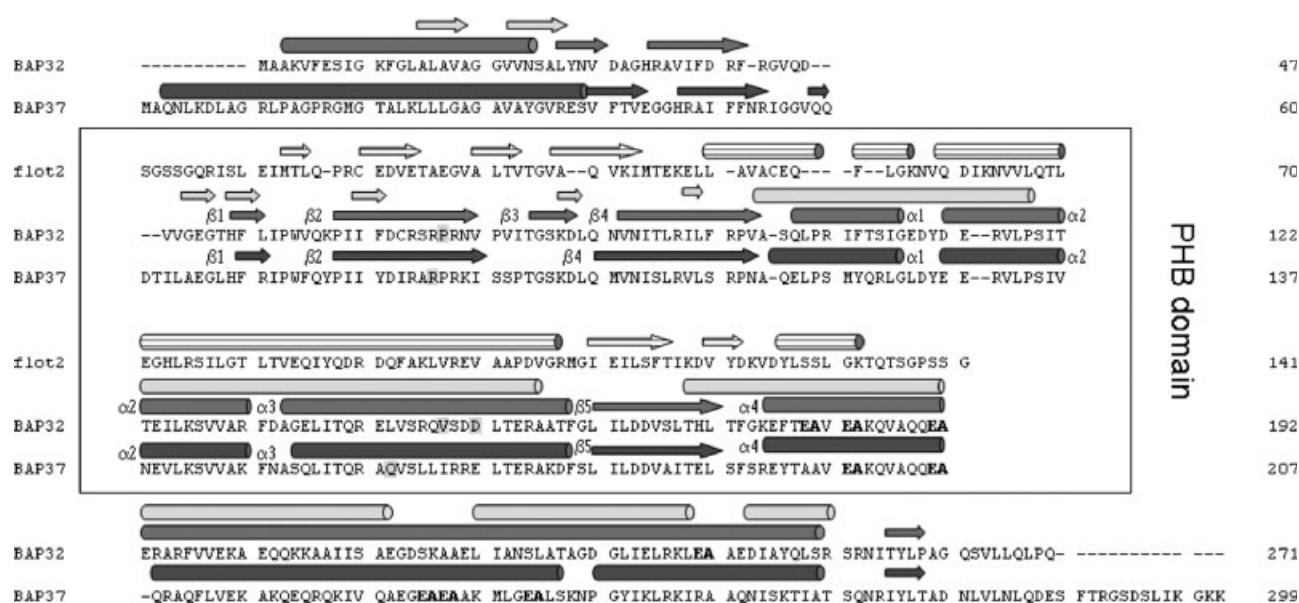 BAP32 ---------- MAAKVFESIG KFGLALAVAG GVVNSALYNV DAGHRAVIFD RF-RGVQD-- 47
BAP37 MAQNLKDLAG RLPAGPRGMG TALKLLLGAG AVAYGVRESV FTVEGGHRAI FFNRIGGVQQ 60
flot2 SGSSGQRISL EIMTLQ-PRC EDVETAEGVA LTVTGVA--Q VKIMTEKELL -AVACEQ--- -F--LGKNVQ DIKNVVLQTL 70
β1 β2 β3 β4 α1 α2
BAP32 --VVGEGTHF LIPWVQKPII FDCRSRPRNV PVITGSKDLQ NVNITLRILF RPVA-SQLPR IFTSIGEDYD E--RVLPSIT 122
β1 β2 β4 α1 α2
BAP37 DTILAEGLHF RIPWFQYPII YDIRARPRKI SSPTGSKDLQ MVNISLRVLS RPNA-QELPS MYQRLGLDYE E--RVLPSIV 137
PHB domain
flot2 EGHLRSILGT LTVEQIYQDR DQFAKLVREV AAPDVGRMGI EILSFTIKDV YDKVDYLSSL GKTQTSGPSS G 141
α2 α3 β5 α4
BAP32 TEILKSVVAR FDAGELITQR ELVSRQVSDD LTERAATFGL ILDDVSLTHL TFGKEFTEAV EAKQVAQQEA 192
α2 α3 β5 α4
BAP37 NEVLKSVVAK FNASQLITQR AQVSLLIRRE LTERAKDFSL ILDDVAITEL SFSREYTAAV EAKQVAQQEA 207
BAP32 ERARFVVEKA EQQKKAAIIS AEGDSKAAEL IANSLATAGD GLIELRKLEA AEDIAYQLSR SRNITYLPAG QSVLLQLPQ- ---------- --- 271
BAP37 -QRAQFLVEK AKQEQRQKIV QAEGEAEAAK MLGEALSKNP GYIKLRKIRA AQNISKTIAT SQNRIYLTAD NLVLNLQDES FTRGSDSLIK GKK 299